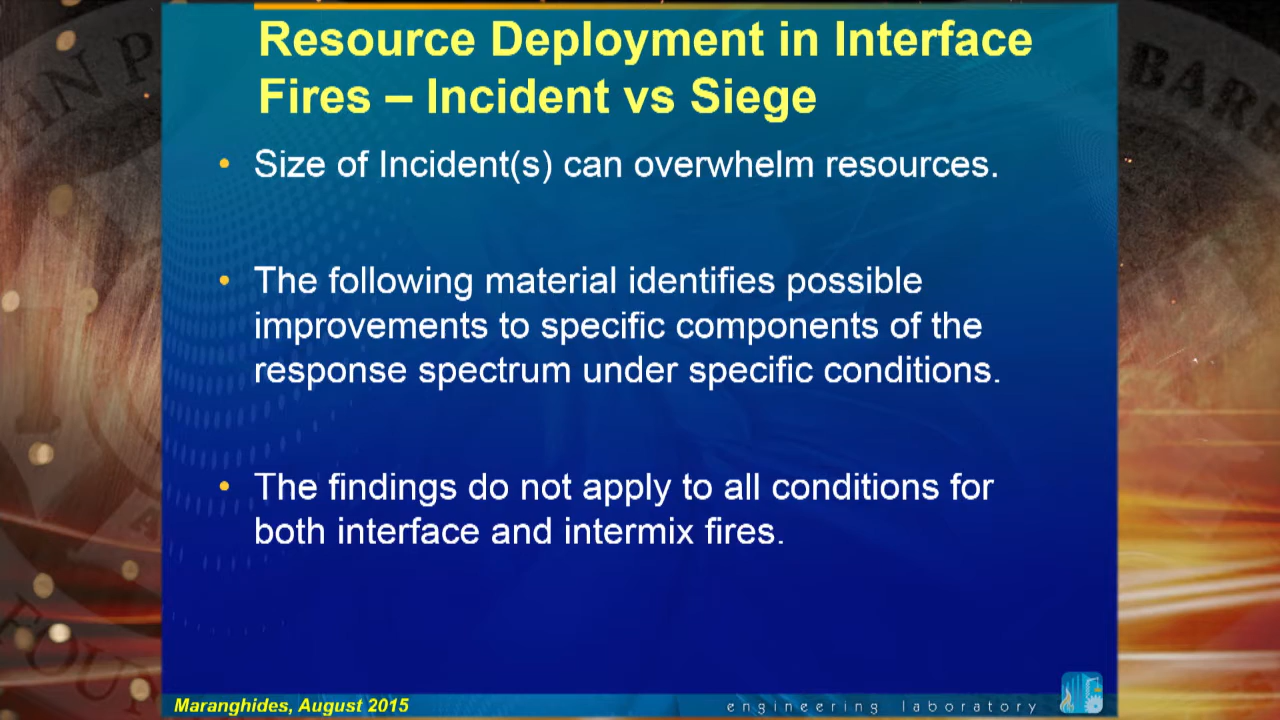 Resource Deployment in Interface
Fires – Incident vs Siege
• Size of Incident(s) can overwhelm resources.
• The following material identifies possible
improvements to specific components of the
response spectrum under specific conditions.
• The findings do not apply to all conditions for
both interface and intermix fires.
Maranghides, August 2015
engineering laboratory
BARS
FOUN